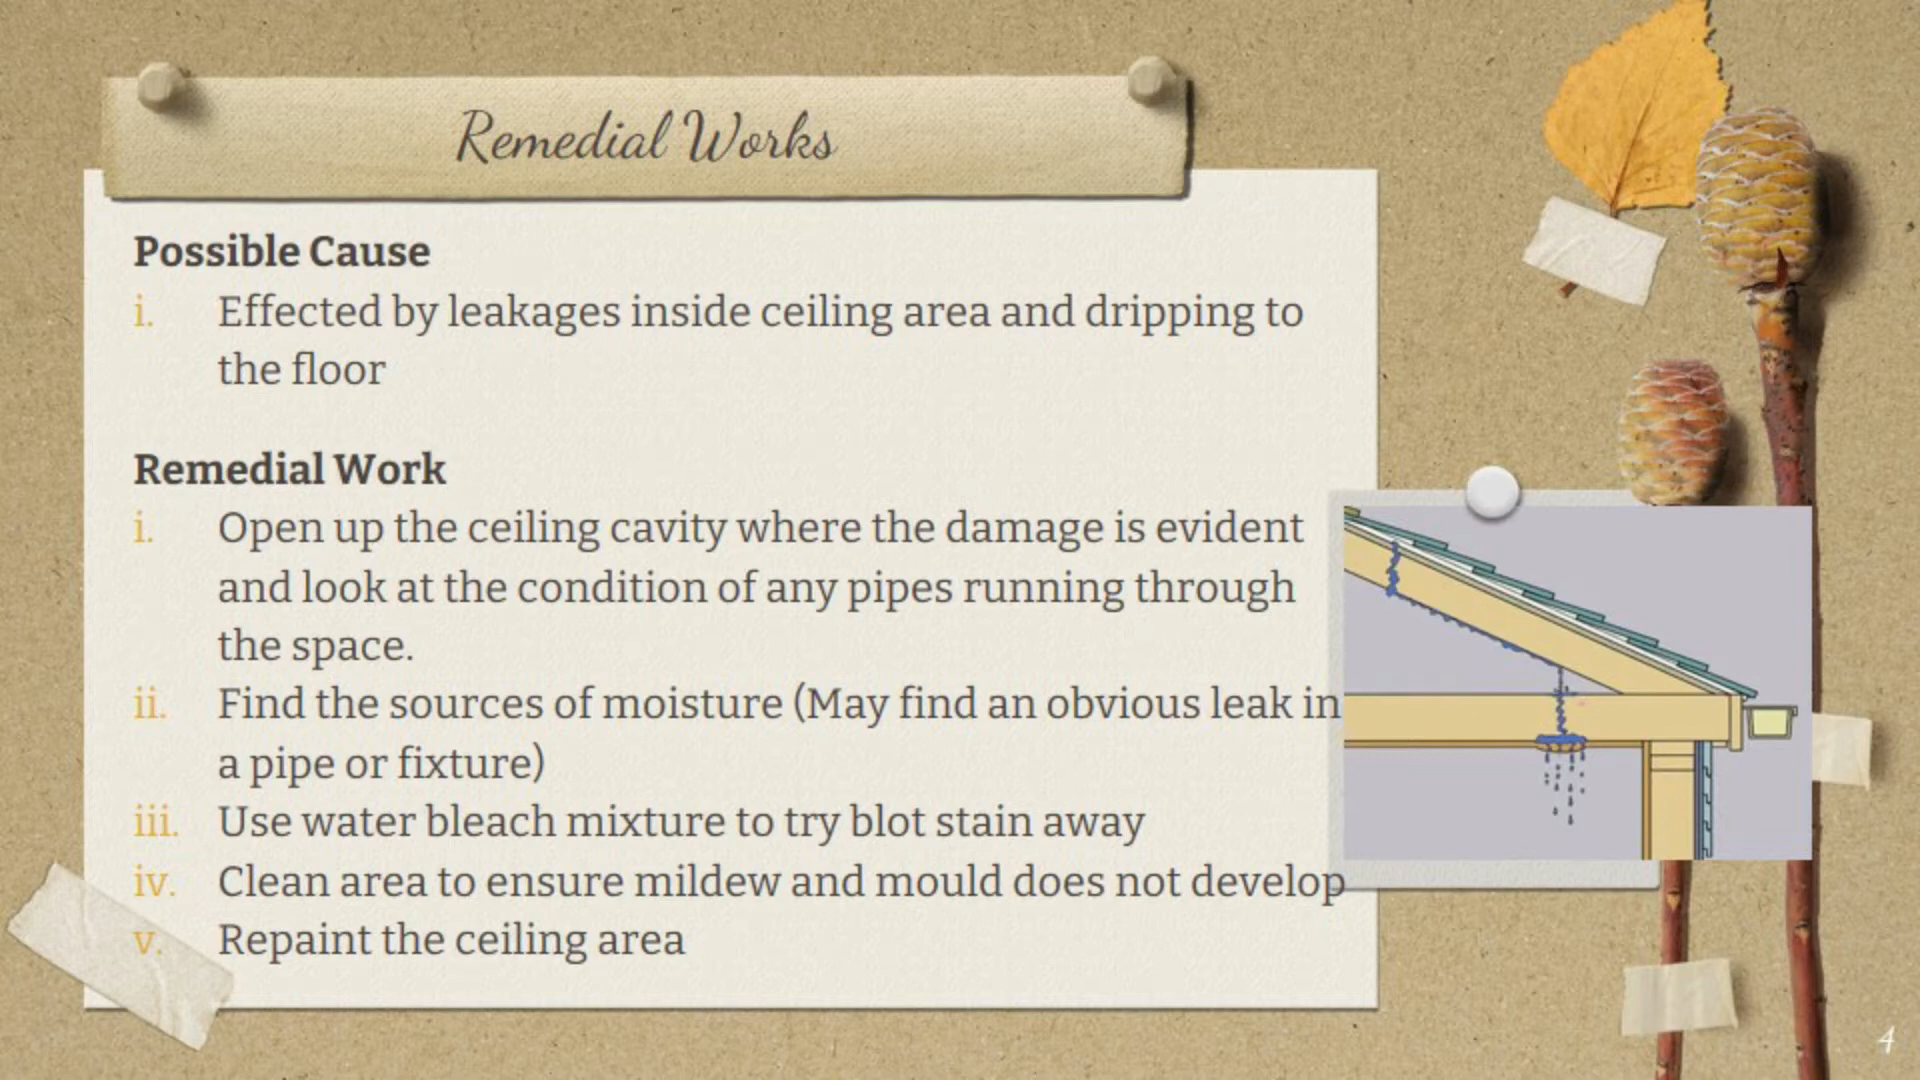 Remedial Works
Possible Cause
i. Effected by leakages inside ceiling area and dripping to
the floor
Remedial Work
i. Open up the ceiling cavity where the damage is evident
and look at the condition of any pipes running through
the space.
ii. Find the sources of moisture (May find an obvious leak in
a pipe or fixture)
iii. Use water bleach mixture to try blot stain away
iv. Clean area to ensure mildew and mould does not develop
v. Repaint the ceiling area
4